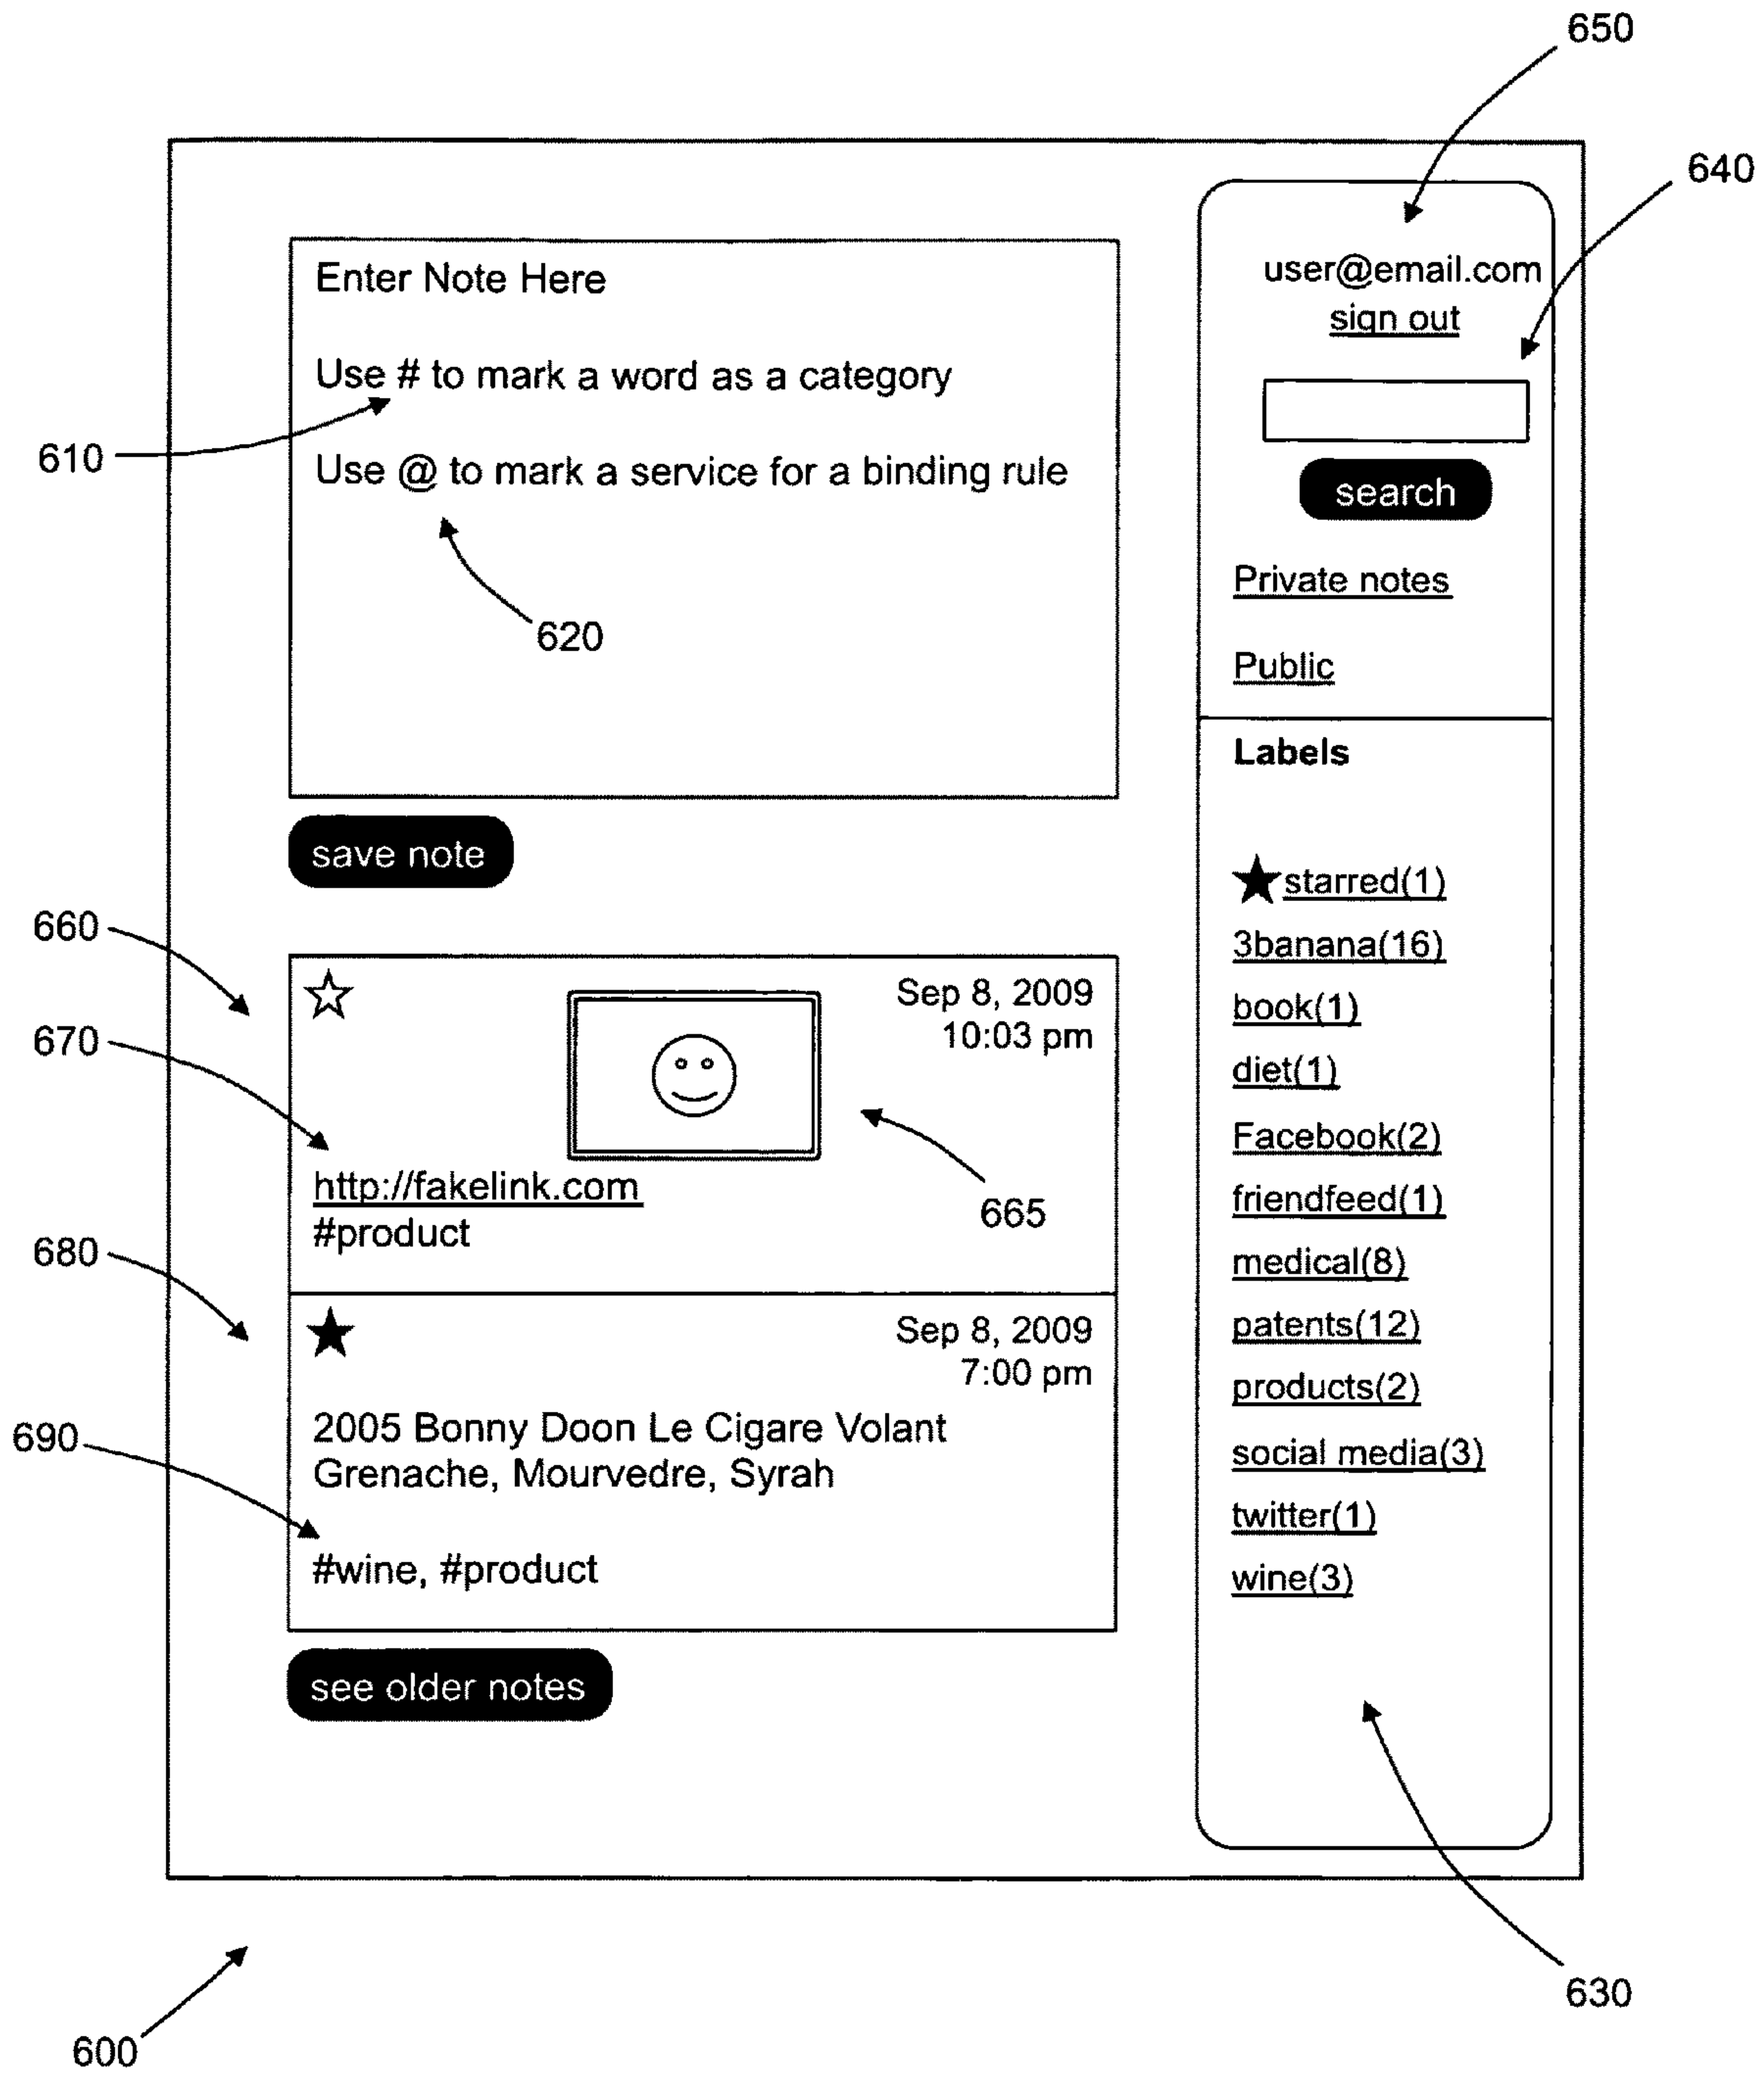 650
640
Enter Note Here
Use # to mark a word as a category
610
Use @ to mark a service for a binding rule
620
save note
660
Sep 8, 2009
10:03 pm
670
http://fakelink.com
665
#product
680
Sep 8, 2009
7:00 pm
2005 Bonny Doon Le Cigare Volant
690
Grenache, Mourvedre, Syrah
#wine, #product
see older notes
user@email.com
sign out
search
Private notes
Public
Labels
starred(1)
3banana(16)
book(1)
diet(1)
Facebook(2)
friendfeed(1)
medical(8)
patents(12)
products(2)
social media(3)
twitter(1)
wine(3)
630
600